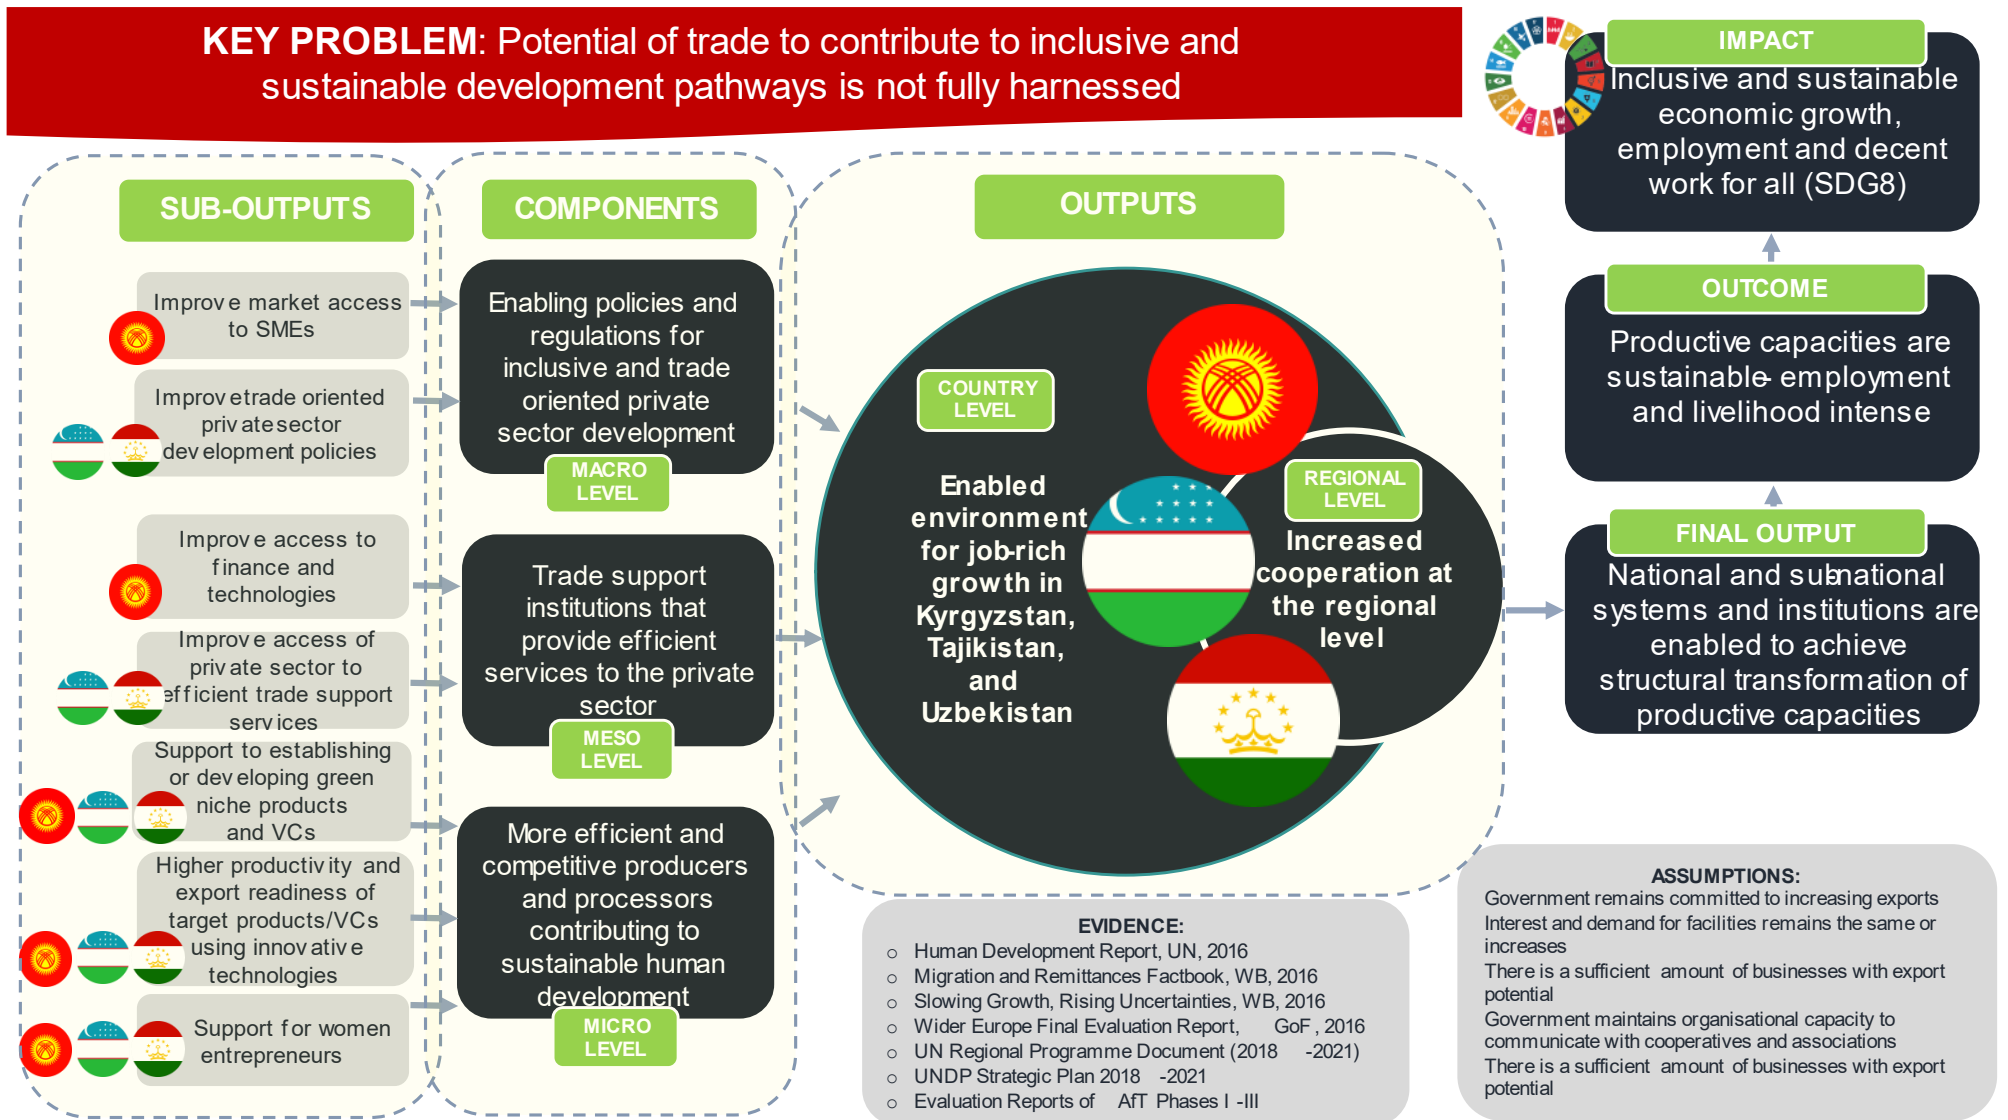 KEY PROBLEM: Potential of trade to contribute to inclusive and
sustainable development pathways is not fully harnessed
SUB-OUTPUTS
Improve market access
to SMEs
Improve trade oriented
private sector
development policies
Improve access to
finance and
technologies
Improve access of
private sector to
efficient trade support
services
Support to establishing
or developing green
niche products
and VCs
Higher productivity and
export readiness of
target products/VCs
using innovative
technologies
Support for women
entrepreneurs
COMPONENTS
Enabling policies and
regulations for
inclusive and trade
oriented private
sector development
MACRO
LEVEL
Trade support
institutions that
provide efficient
services to the private
sector
MESO
LEVEL
More efficient and
competitive producers
and processors
contributing to
sustainable human
development
MICRO
LEVEL
OUTPUTS
COUNTRY
LEVEL
Enabled
environment
for job-rich
growth in
Kyrgyzstan,
Tajikistan,
and
Uzbekistan
REGIONAL
LEVEL
Increased
cooperation at
the regional
level
IMPACT
Inclusive and sustainable
economic growth,
employment and decent
work for all (SDG8)
OUTCOME
Productive capacities are
sustainable- employment
and livelihood intense
FINAL OUTPUT
National and sub-national
systems and institutions are
enabled to achieve
structural transformation of
productive capacities
EVIDENCE:
o Human Development Report, UN, 2016
o Migration and Remittances Factbook, WB, 2016
o Slowing Growth, Rising Uncertainties, WB, 2016
o Wider Europe Final Evaluation Report, GoF, 2016
o UN Regional Programme Document (2018 -2021)
o UNDP Strategic Plan 2018 -2021
o Evaluation Reports of AfT Phases I -III
ASSUMPTIONS:
Government remains committed to increasing exports
Interest and demand for facilities remains the same or
increases
There is a sufficient amount of businesses with export
potential
Government maintains organisational capacity to
communicate with cooperatives and associations
There is a sufficient amount of businesses with export
potential